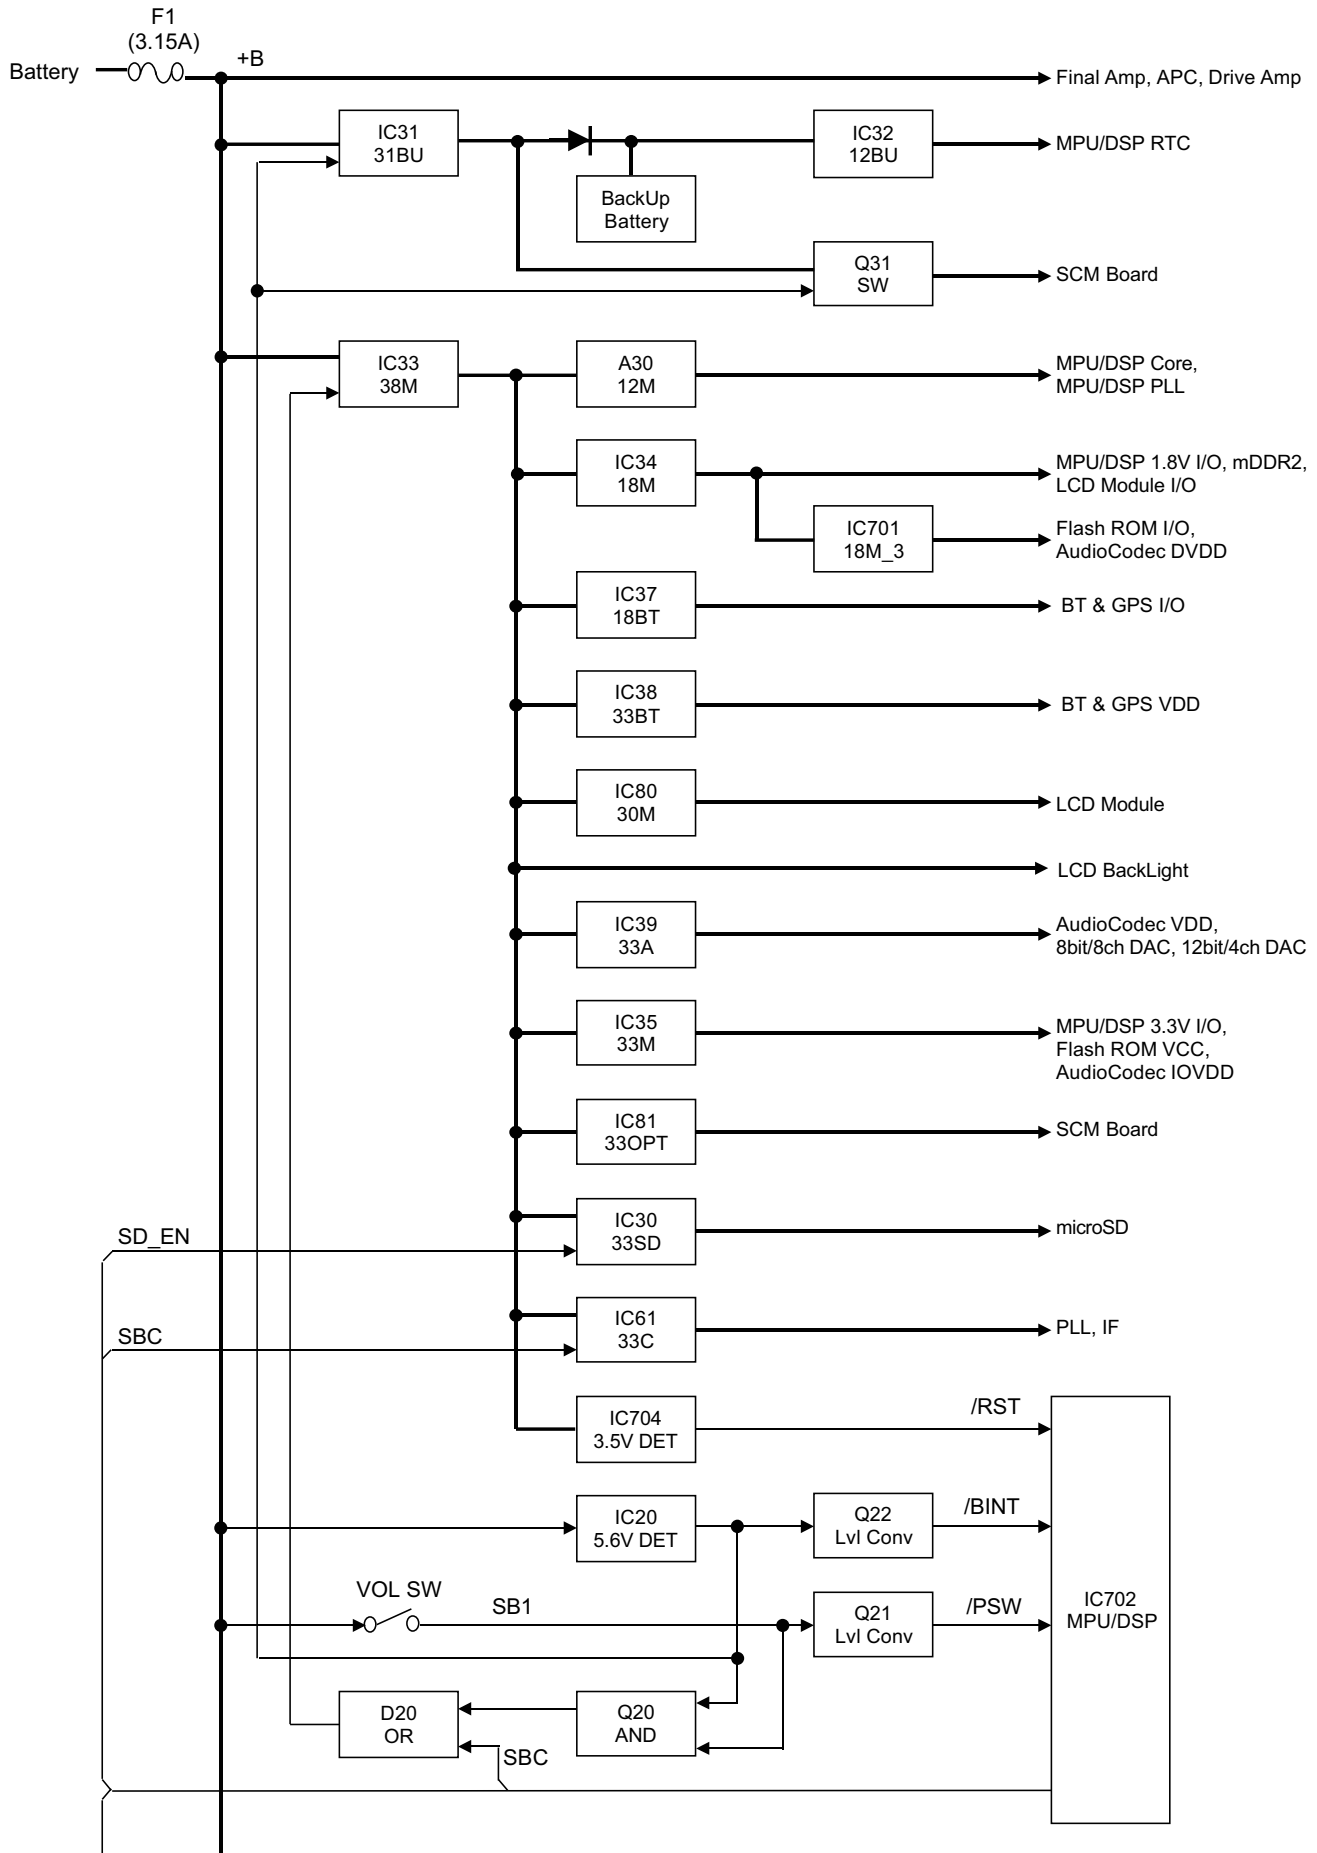 F1
(3.15A)
Battery
+B
Final Amp, APC, Drive Amp
IC31
31BU
IC32
12BU
MPU/DSP RTC
BackUp
Battery
Q31
SW
SCM Board
IC33
38M
A30
12M
MPU/DSP Core,
MPU/DSP PLL
IC34
18M
MPU/DSP 1.8V I/O, mDDR2,
LCD Module I/O
IC701
18M_3
Flash ROM I/O,
AudioCodec DVDD
IC37
18BT
BT & GPS I/O
IC38
33BT
BT & GPS VDD
IC80
30M
LCD Module
LCD BackLight
IC39
33A
AudioCodec VDD,
8bit/8ch DAC, 12bit/4ch DAC
IC35
33M
MPU/DSP 3.3V I/O,
Flash ROM VCC,
AudioCodec IOVDD
IC81
33OPT
SCM Board
SD_EN
IC30
33SD
microSD
SBC
IC61
33C
PLL, IF
IC704
3.5V DET
/RST
IC20
5.6V DET
Q22
Lvl Conv
/BINT
VOL SW
SB1
Q21
Lvl Conv
/PSW
IC702
MPU/DSP
D20
OR
Q20
AND
SBC